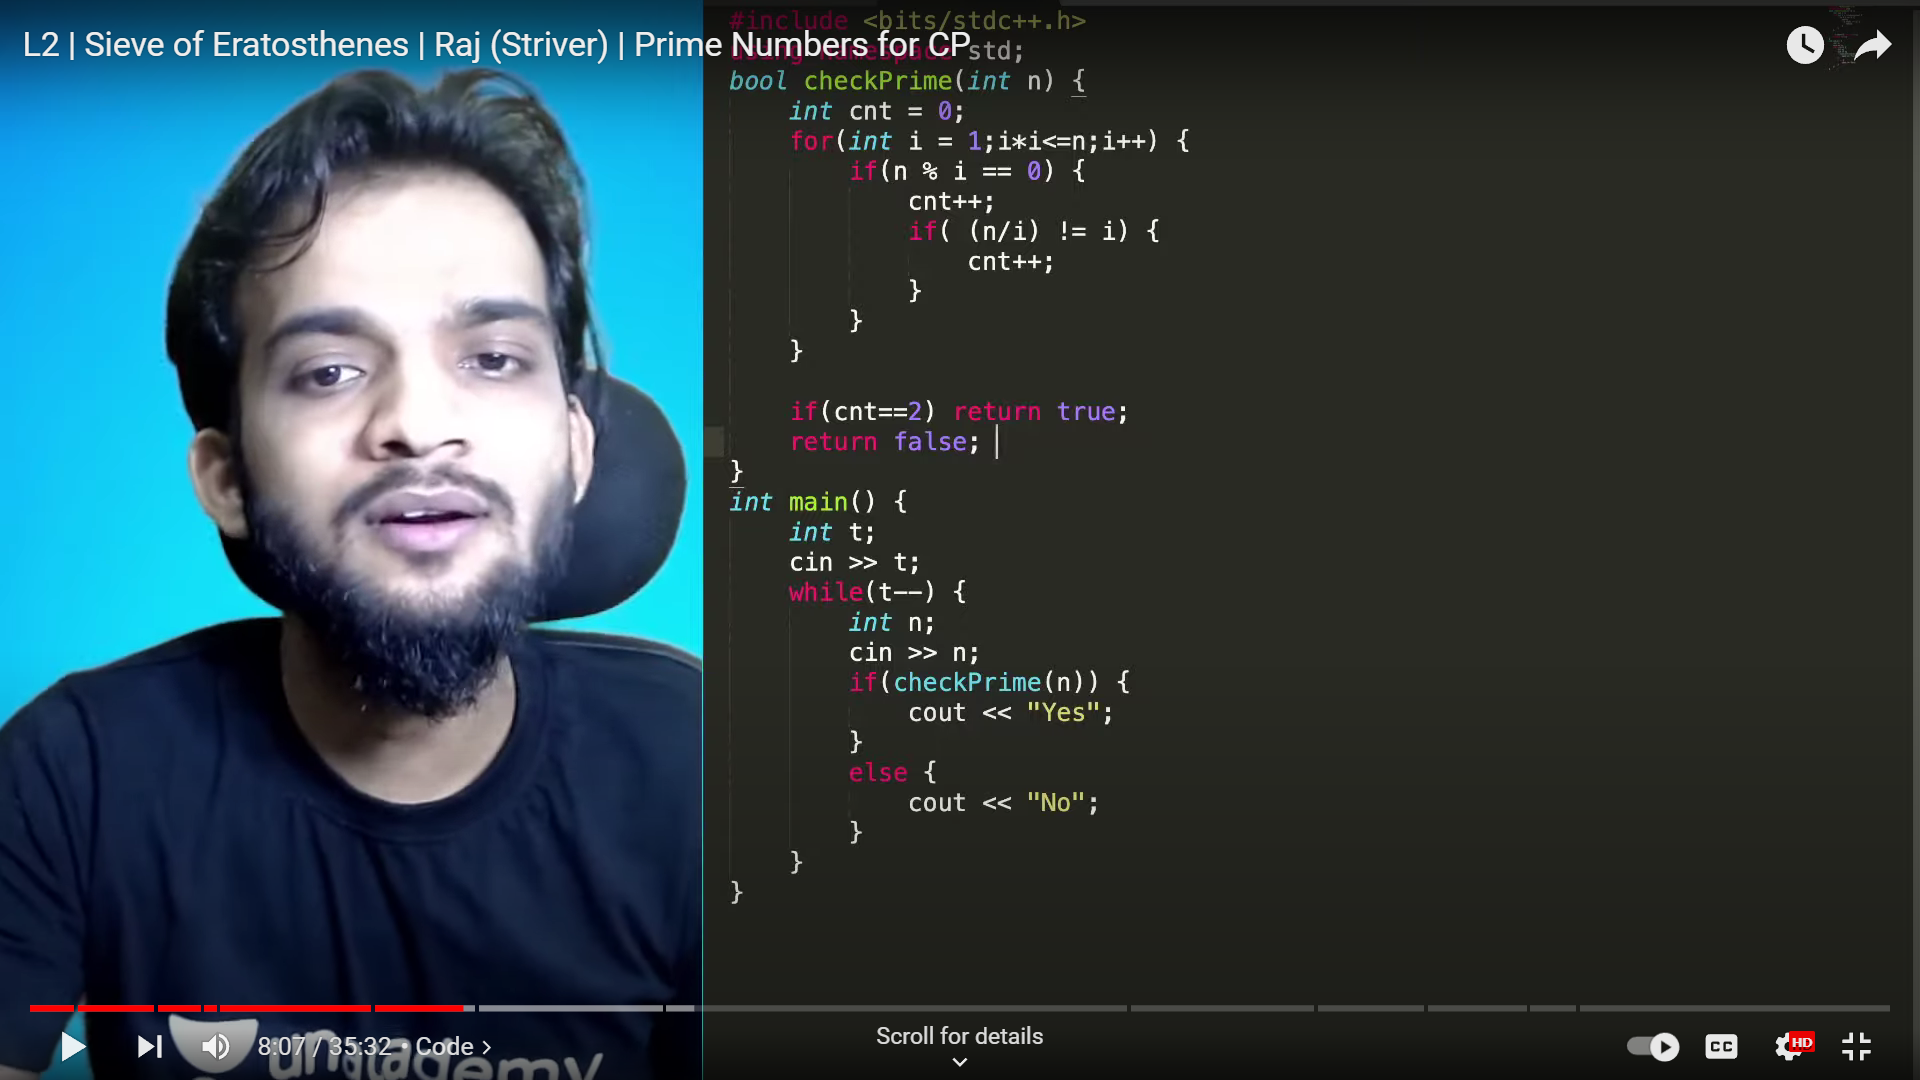 L2 | Sieve of Eratosthenes | Raj (Striver) | Prime Numbers for CP
#include <bits/stdc++.h>
using namespace std;
bool checkPrime(int n) {
    int cnt = 0;
    for(int i = 1;i*i<=n;i++) {
        if(n % i == 0) {
            cnt++;
            if( (n/i) != i) {
                cnt++;
            }
        }
    }
    if(cnt==2) return true;
    return false;
}
int main() {
    int t;
    cin >> t;
    while(t--) {
        int n;
        cin >> n;
        if(checkPrime(n)) {
            cout << "Yes";
        }
        else {
            cout << "No";
        }
    }
}
unacademy
8:07 / 35:32 • Code >
Scroll for details
CC
HD